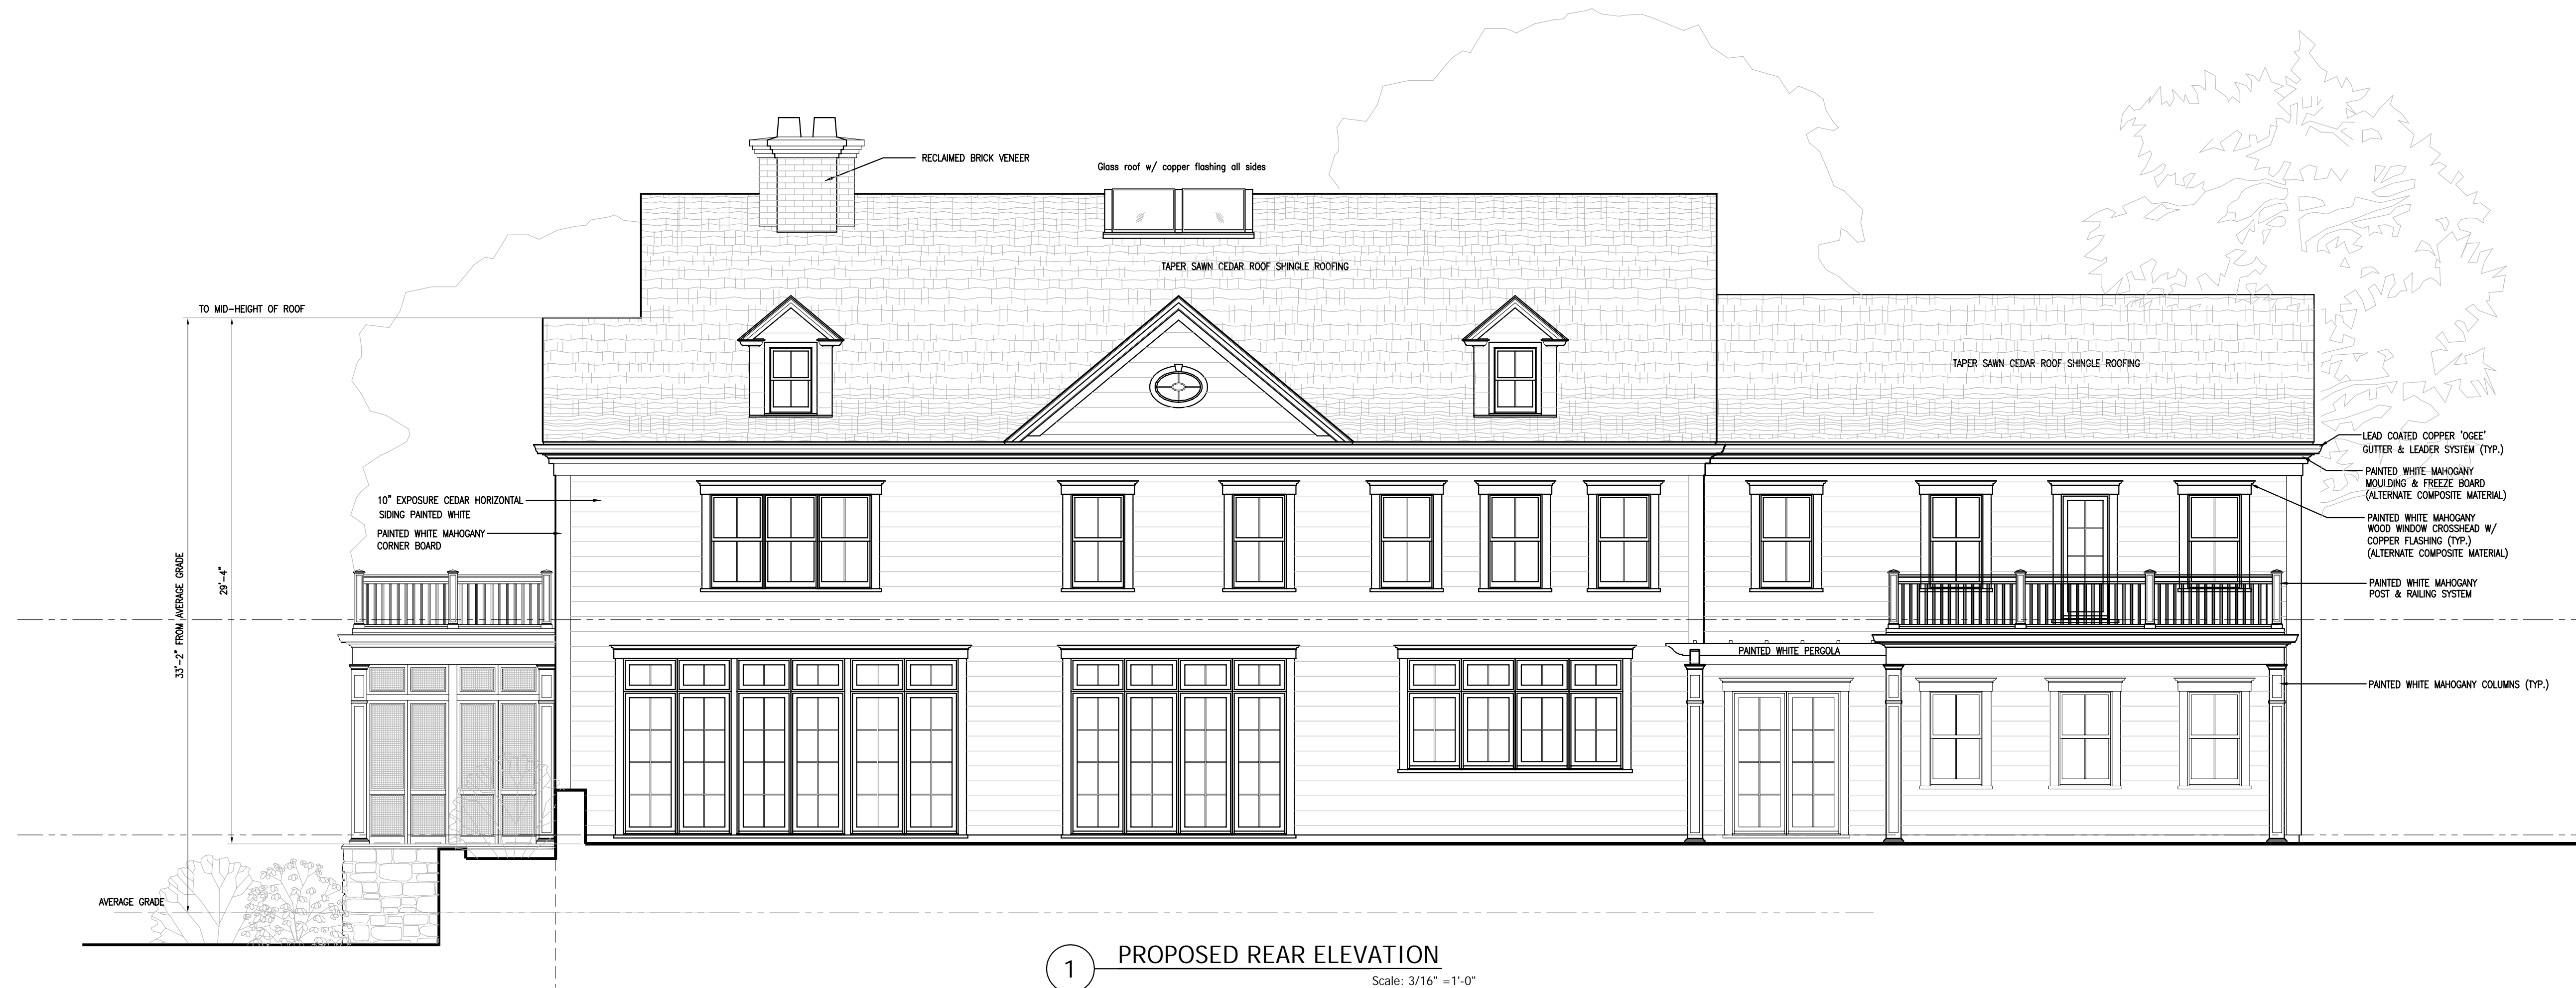 RECLAIMED BRICK VENEER
Glass roof w/ copper flashing all sides
TAPER SAWN CEDAR ROOF SHINGLE ROOFING
TO MID-HEIGHT OF ROOF
TAPER SAWN CEDAR ROOF SHINGLE ROOFING
LEAD COATED COPPER 'OGEE'
GUTTER & LEADER SYSTEM (TYP.)
PAINTED WHITE MAHOGANY
MOULDING & FREEZE BOARD
(ALTERNATE COMPOSITE MATERIAL)
10" EXPOSURE CEDAR HORIZONTAL
SIDING PAINTED WHITE
PAINTED WHITE MAHOGANY
CORNER BOARD
PAINTED WHITE MAHOGANY
WOOD WINDOW CROSSHEAD W/
COPPER FLASHING (TYP.)
(ALTERNATE COMPOSITE MATERIAL)
33'-2" FROM AVERAGE GRADE
29'-4"
PAINTED WHITE MAHOGANY
POST & RAILING SYSTEM
PAINTED WHITE PERGOLA
PAINTED WHITE MAHOGANY COLUMNS (TYP.)
AVERAGE GRADE
1
PROPOSED REAR ELEVATION
Scale: 3/16" =1'-0"